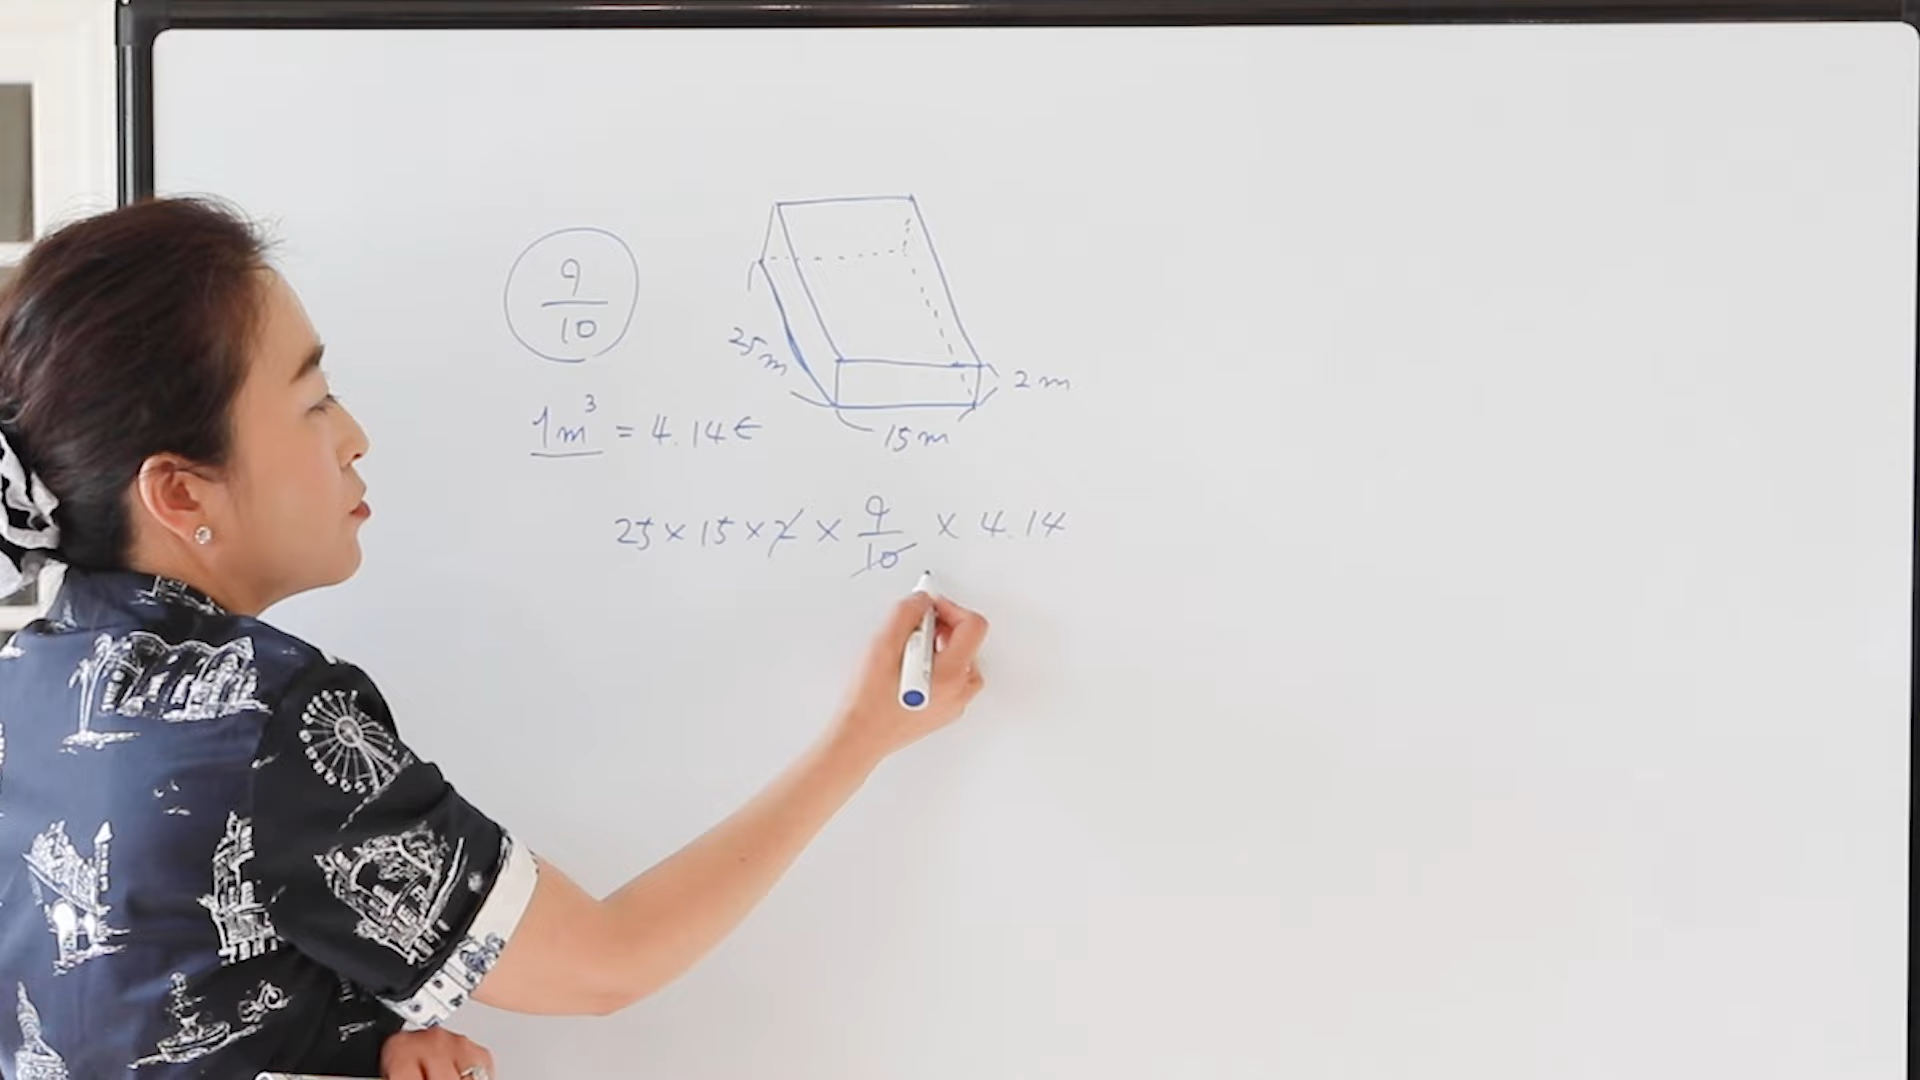 9/10
25m
2m
15m
1m³ = 4.14€
25 × 15 × 2 × 9/10 × 4.14